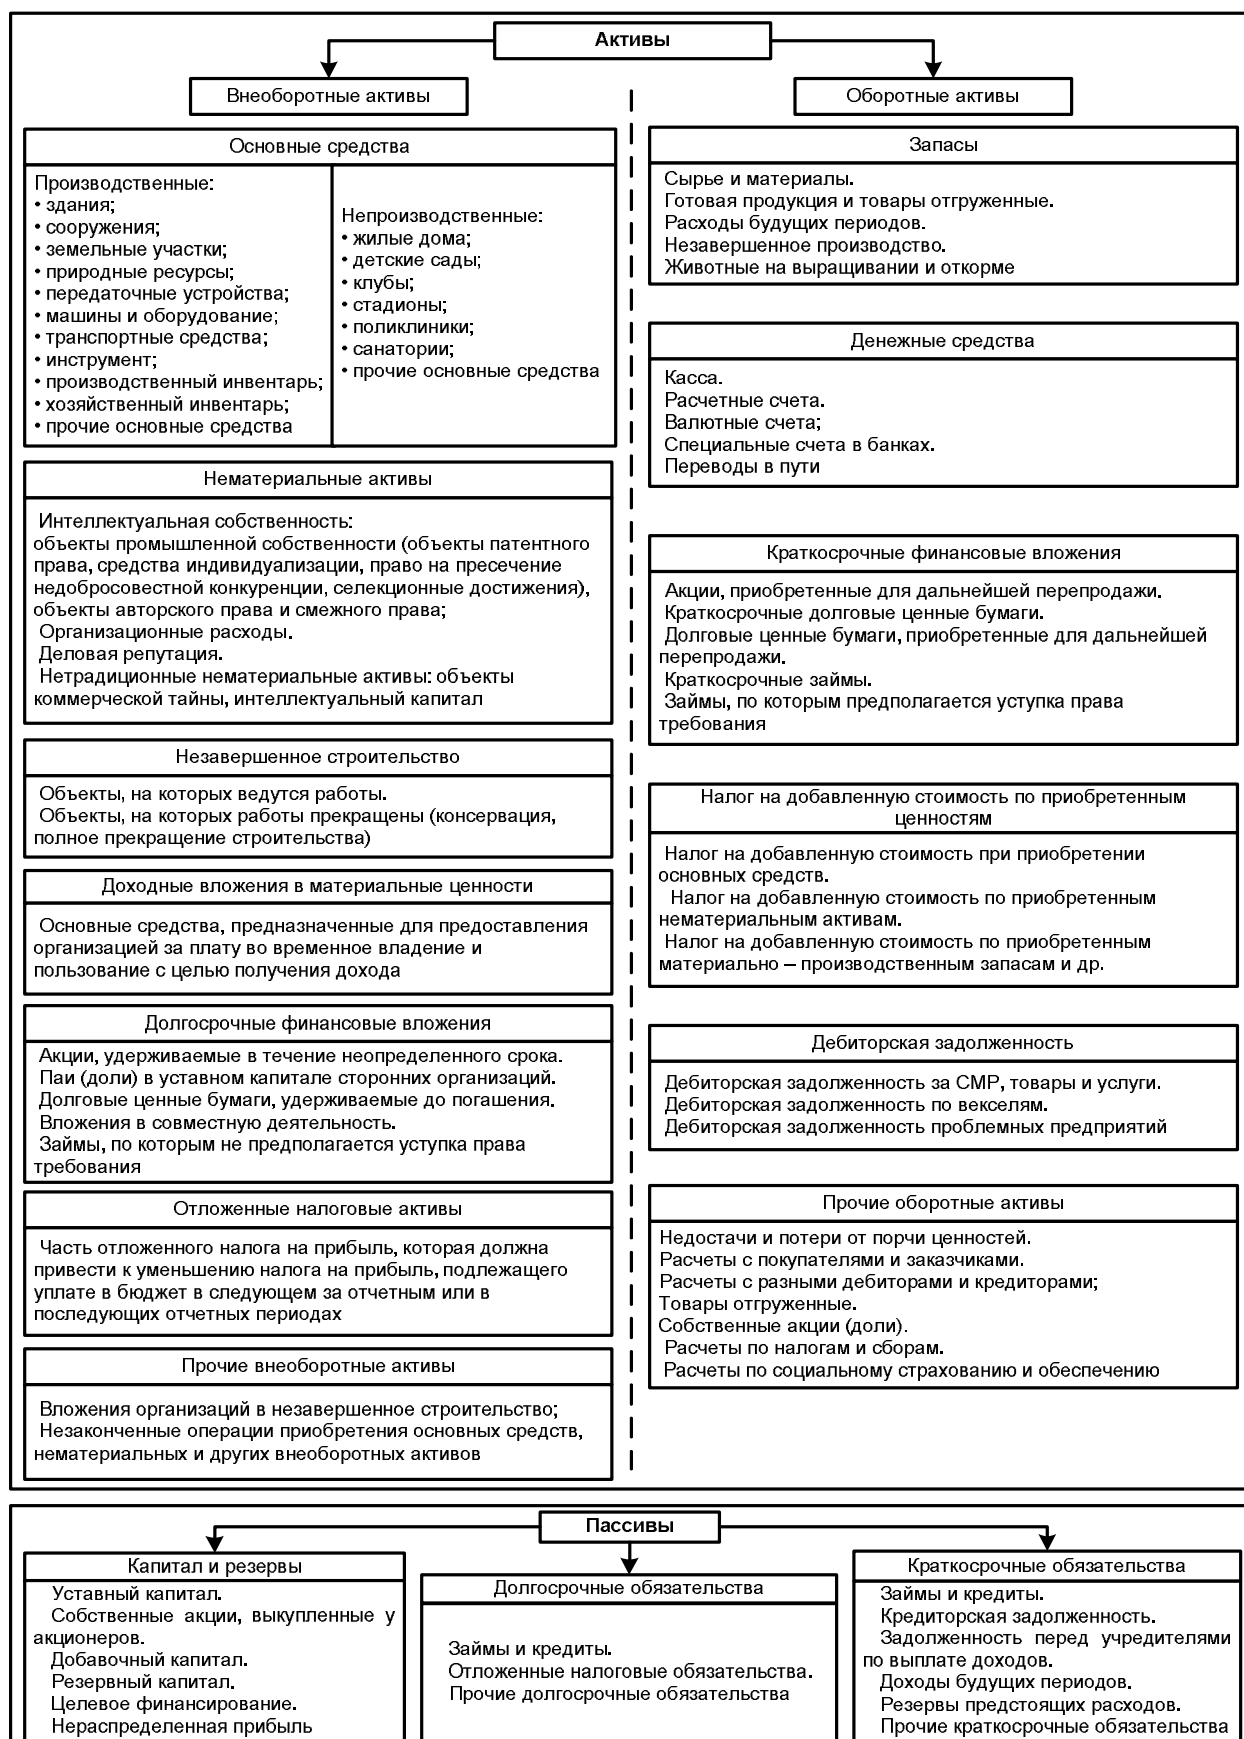 Активы
Внеоборотные активы
Основные средства
Производственные:
• здания;
• сооружения;
• земельные участки;
• природные ресурсы;
• передаточные устройства;
• машины и оборудование;
• транспортные средства;
• инструмент;
• производственный инвентарь;
• хозяйственный инвентарь;
• прочие основные средства
Непроизводственные:
• жилые дома;
• детские сады;
• клубы;
• стадионы;
• поликлиники;
• санатории;
• прочие основные средства
Нематериальные активы
Интеллектуальная собственность:
объекты промышленной собственности (объекты патентного
права, средства индивидуализации, право на пресечение
недобросовестной конкуренции, селекционные достижения),
объекты авторского права и смежного права;
Организационные расходы.
Деловая репутация.
Нетрадиционные нематериальные активы: объекты
коммерческой тайны, интеллектуальный капитал
Незавершенное строительство
Объекты, на которых ведутся работы.
Объекты, на которых работы прекращены (консервация,
полное прекращение строительства)
Доходные вложения в материальные ценности
Основные средства, предназначенные для предоставления
организацией за плату во временное владение и
пользование с целью получения дохода
Долгосрочные финансовые вложения
Акции, удерживаемые в течение неопределенного срока.
Паи (доли) в уставном капитале сторонних организаций.
Долговые ценные бумаги, удерживаемые до погашения.
Вложения в совместную деятельность.
Займы, по которым не предполагается уступка права
требования
Отложенные налоговые активы
Часть отложенного налога на прибыль, которая должна
привести к уменьшению налога на прибыль, подлежащего
уплате в бюджет в следующем за отчетным или в
последующих отчетных периодах
Прочие внеоборотные активы
Вложения организаций в незавершенное строительство;
Незаконченные операции приобретения основных средств,
нематериальных и других внеоборотных активов
Оборотные активы
Запасы
Сырье и материалы.
Готовая продукция и товары отгруженные.
Расходы будущих периодов.
Незавершенное производство.
Животные на выращивании и откорме
Денежные средства
Касса.
Расчетные счета.
Валютные счета;
Специальные счета в банках.
Переводы в пути
Краткосрочные финансовые вложения
Акции, приобретенные для дальнейшей перепродажи.
Краткосрочные долговые ценные бумаги.
Долговые ценные бумаги, приобретенные для дальнейшей
перепродажи.
Краткосрочные займы.
Займы, по которым предполагается уступка права
требования
Налог на добавленную стоимость по приобретенным
ценностям
Налог на добавленную стоимость при приобретении
основных средств.
Налог на добавленную стоимость по приобретенным
нематериальным активам.
Налог на добавленную стоимость по приобретенным
материально – производственным запасам и др.
Дебиторская задолженность
Дебиторская задолженность за СМР, товары и услуги.
Дебиторская задолженность по векселям.
Дебиторская задолженность проблемных предприятий
Прочие оборотные активы
Недостачи и потери от порчи ценностей.
Расчеты с покупателями и заказчиками.
Расчеты с разными дебиторами и кредиторами;
Товары отгруженные.
Собственные акции (доли).
Расчеты по налогам и сборам.
Расчеты по социальному страхованию и обеспечению
Пассивы
Капитал и резервы
Уставный капитал.
Собственные акции, выкупленные у
акционеров.
Добавочный капитал.
Резервный капитал.
Целевое финансирование.
Нераспределенная прибыль
Долгосрочные обязательства
Займы и кредиты.
Отложенные налоговые обязательства.
Прочие долгосрочные обязательства
Краткосрочные обязательства
Займы и кредиты.
Кредиторская задолженность.
Задолженность перед учредителями
по выплате доходов.
Доходы будущих периодов.
Резервы предстоящих расходов.
Прочие краткосрочные обязательства